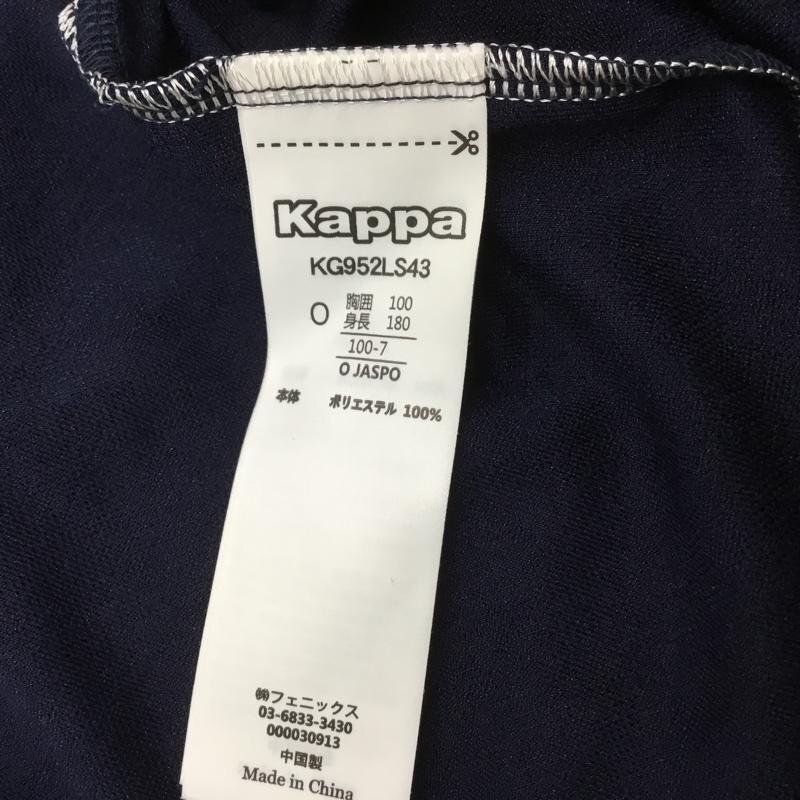 Kappa
KG952LS43
O 胸囲 100
身長 180
100-7
O JASPO
本体 ポリエステル 100%
㈱フェニックス
03-6833-3430
000030913
中国製
Made in China